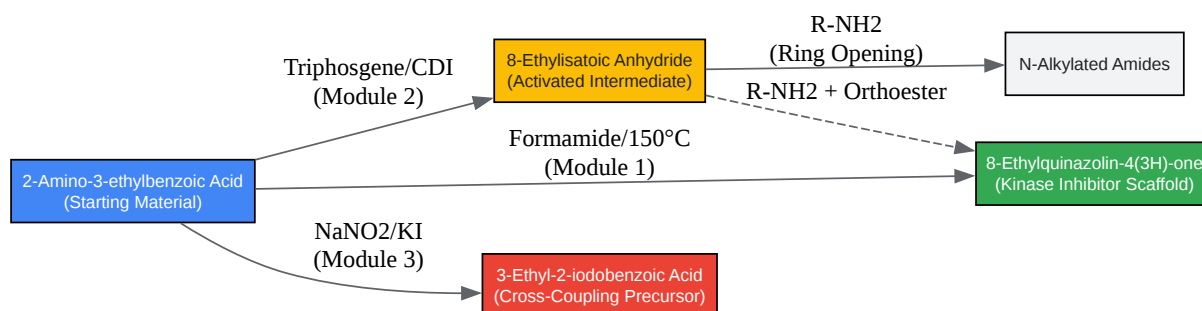 R-NH2
(Ring Opening)
8-Ethylisatoic Anhydride
(Activated Intermediate)
N-Alkylated Amides
Triphosgene/CDI
(Module 2)
R-NH2 + Orthoester
Formamide/150°C
(Module 1)
2-Amino-3-ethylbenzoic Acid
(Starting Material)
8-Ethylquinazolin-4(3H)-one
(Kinase Inhibitor Scaffold)
NaNO2/KI
(Module 3)
3-Ethyl-2-iodobenzoic Acid
(Cross-Coupling Precursor)